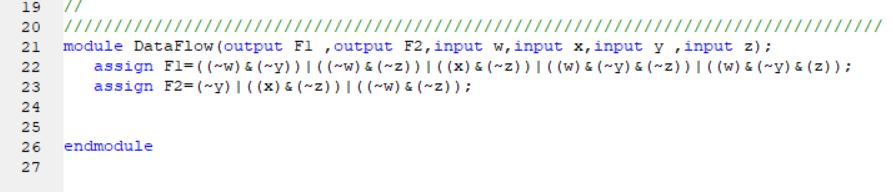 19 //
20 //////////////////////////////////////////////////////////////////////////////////
21 module DataFlow(output F1 ,output F2,input w,input x,input y ,input z);
22 assign F1=((~w)&(~y))|((~w)&(~z))|((x)&(~z))|((w)&(~y)&(~z))|((w)&(~y)&(z));
23 assign F2=(~y)|((x)&(~z))|((~w)&(~z));
24
25
26 endmodule
27